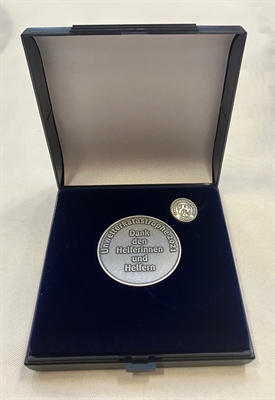 Unwetterkatastrophe 2021
Dank
den
Helferinnen
und
Helfern